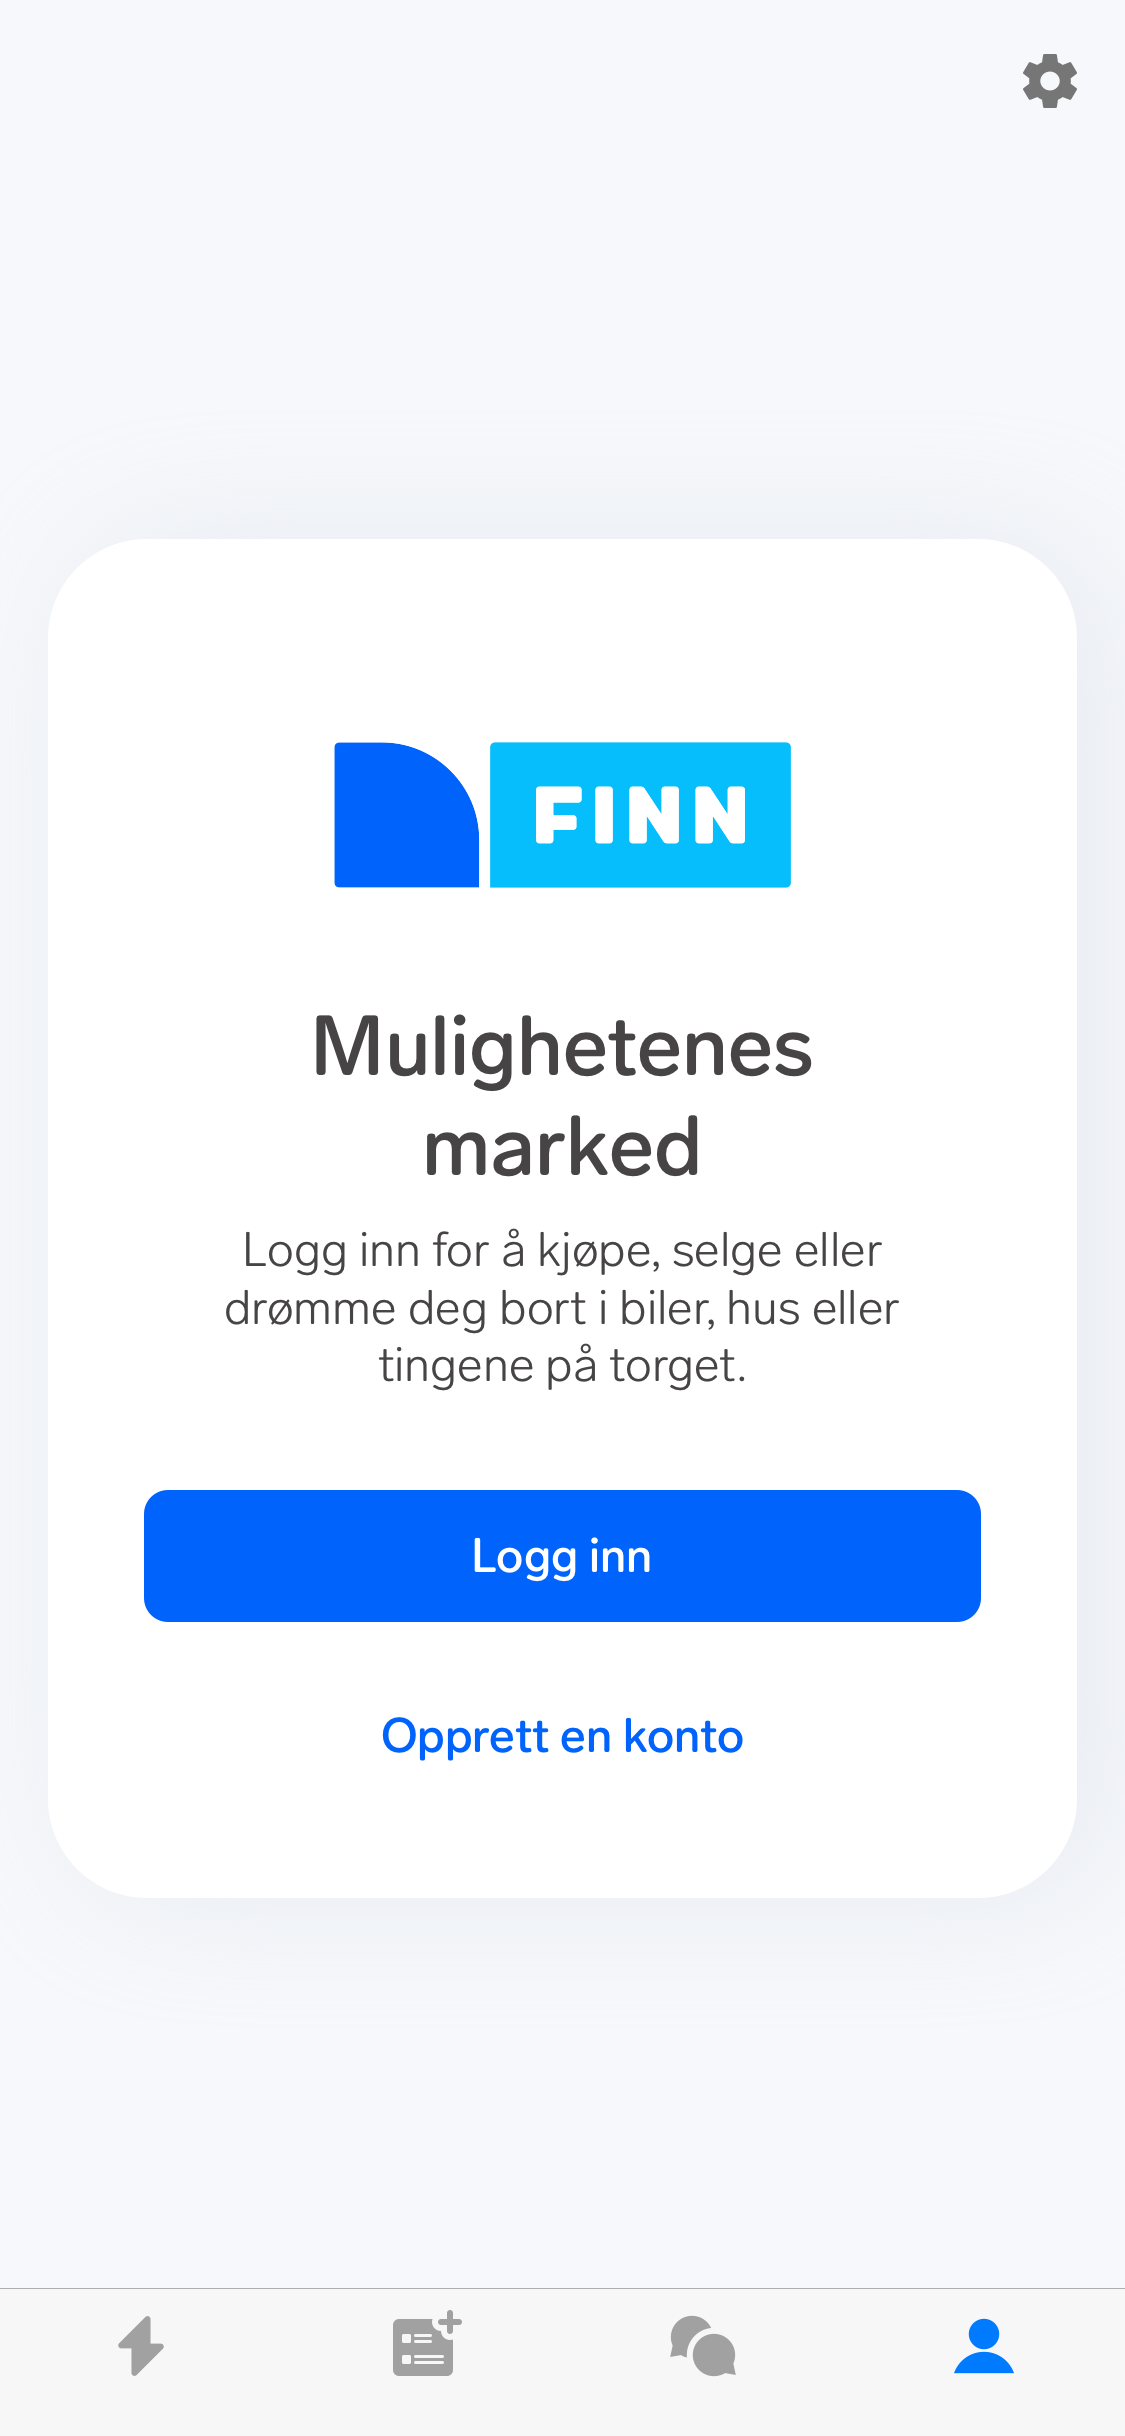 FINN
Mulighetenes
marked
Logg inn for å kjøpe, selge eller
drømme deg bort i biler, hus eller
tingene på torget.
Logg inn
Opprett en konto